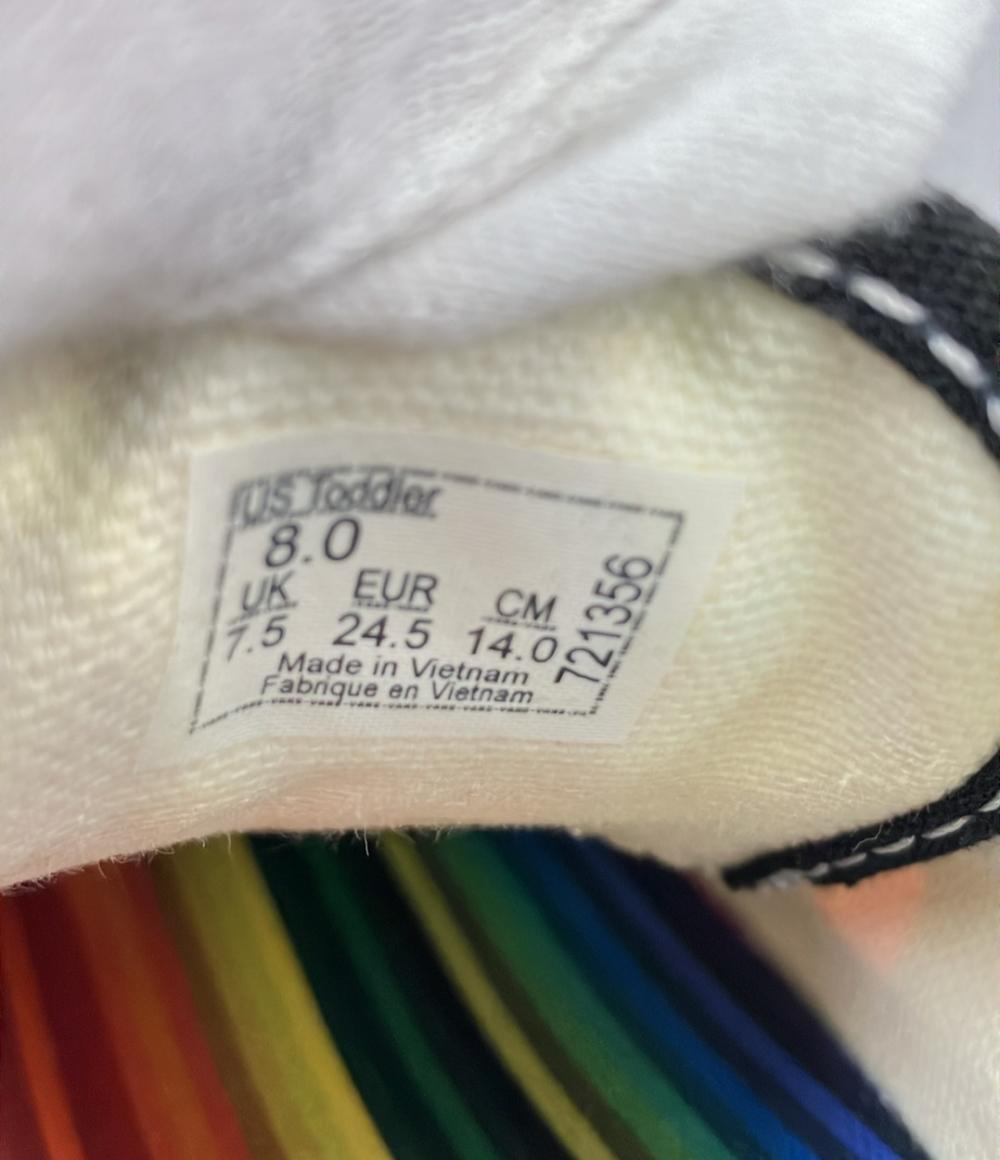 US Toddler
8.0
UK EUR CM
7.5 24.5 14.0
Made in Vietnam
Fabrique en Vietnam
721356